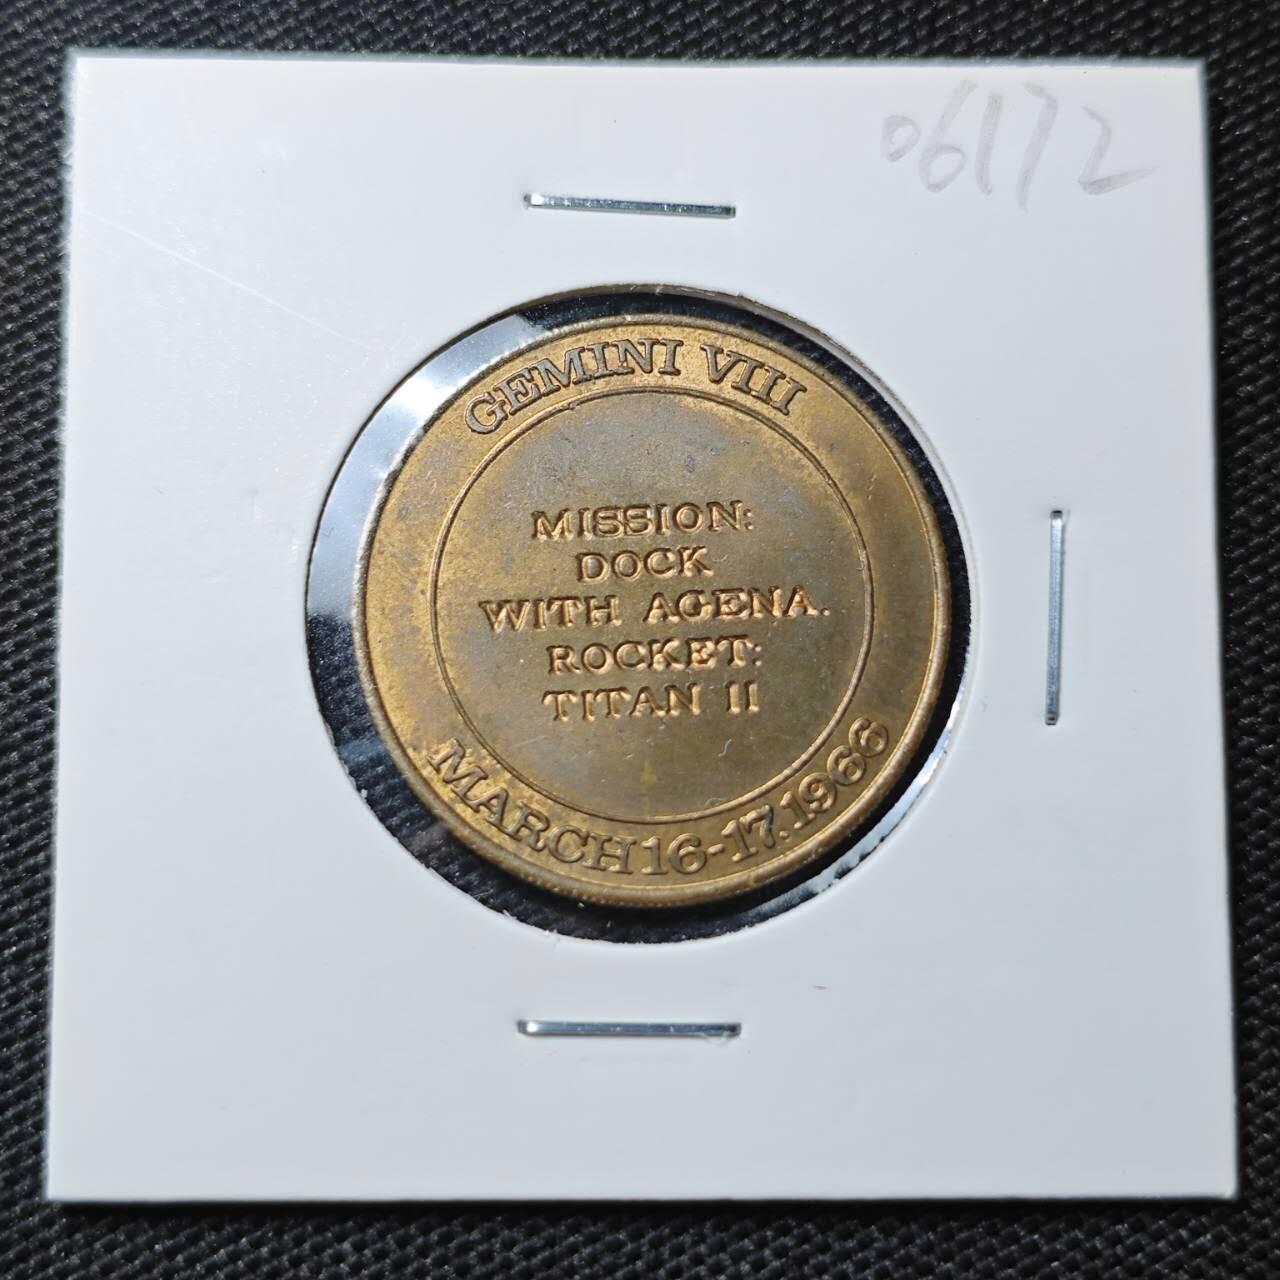 06172
GEMINI VIII
MISSION:
DOCK
WITH AGENA.
ROCKET:
TITAN II
MARCH 16-17.1966